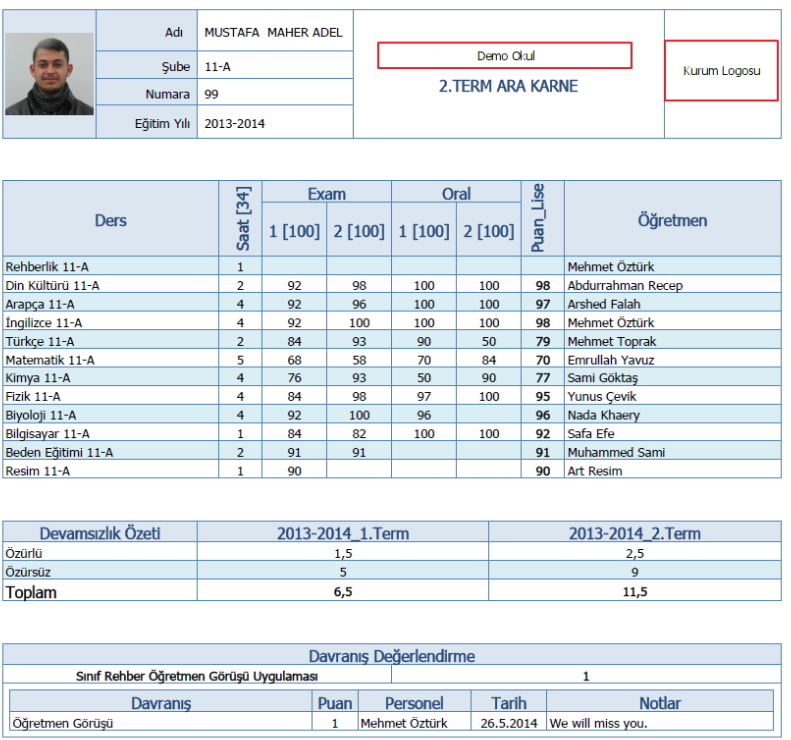 Adı MUSTAFA MAHER ADEL
Şube 11-A
Numara 99
Eğitim Yılı 2013-2014
Demo Okul
2.TERM ARA KARNE
Kurum Logosu
Ders Saat [34] Exam Oral Puan_Lise Öğretmen
1 [100] 2 [100] 1 [100] 2 [100]
Rehberlik 11-A 1 Mehmet Öztürk
Din Kültürü 11-A 2 92 98 100 100 98 Abdurrahman Recep
Arapça 11-A 4 92 96 100 100 97 Arshed Falah
İngilizce 11-A 4 92 100 100 100 98 Mehmet Öztürk
Türkçe 11-A 2 84 93 90 50 79 Mehmet Toprak
Matematik 11-A 5 68 58 70 84 70 Emrullah Yavuz
Kimya 11-A 4 76 93 50 90 77 Sami Göktaş
Fizik 11-A 4 84 98 97 100 95 Yunus Çevik
Biyoloji 11-A 4 92 100 96 96 Nada Khaery
Bilgisayar 11-A 1 84 82 100 100 92 Safa Efe
Beden Eğitimi 11-A 2 91 91 91 Muhammed Sami
Resim 11-A 1 90 90 Art Resim
Devamsızlık Özeti 2013-2014_1.Term 2013-2014_2.Term
Özürlü 1,5 2,5
Özürsüz 5 9
Toplam 6,5 11,5
Davranış Değerlendirme
Sınıf Rehber Öğretmen Görüşü Uygulaması 1
Davranış Puan Personel Tarih Notlar
Öğretmen Görüşü 1 Mehmet Öztürk 26.5.2014 We will miss you.